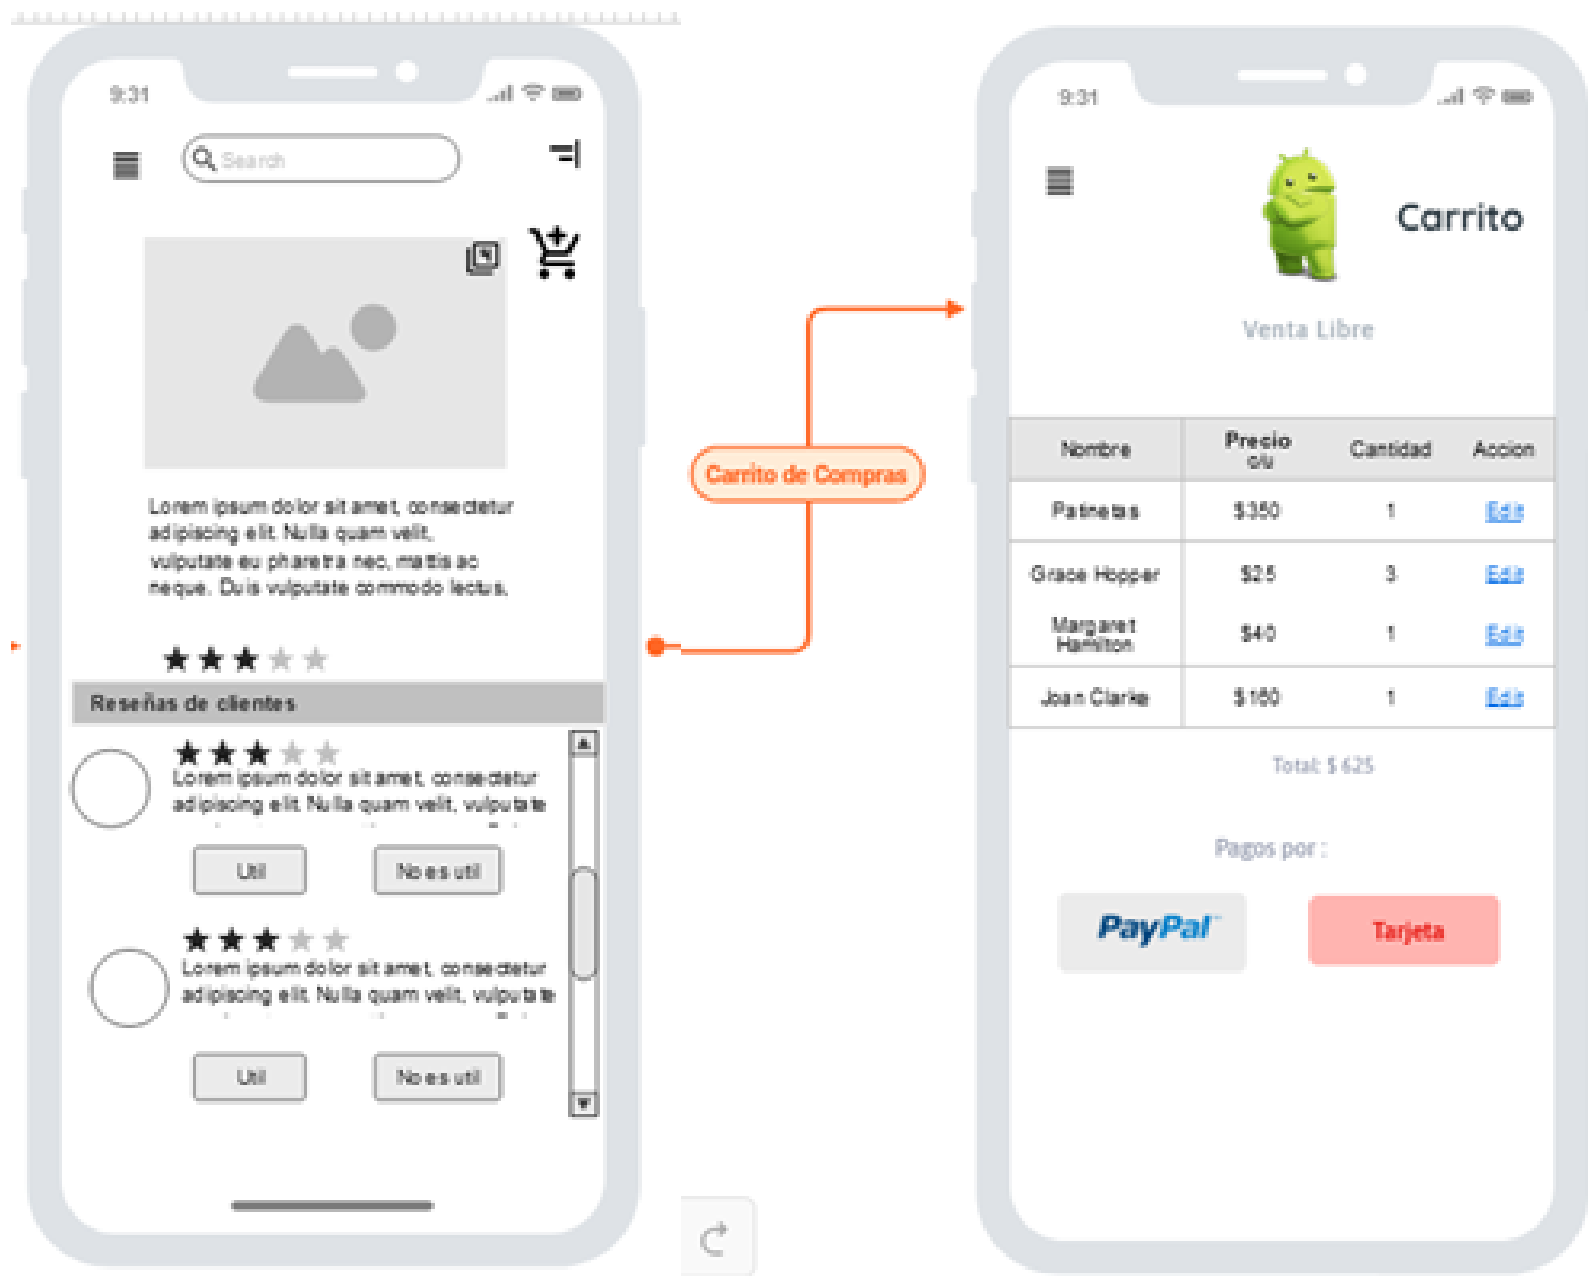 9:31
Search
Lorem ipsum dolor sit amet, consectetur
adipiscing elit. Nulla quam velit,
vulputate eu pharetra nec, mattis ac
neque. Duis vulputate commodo lectus,
Reseñas de clientes
Lorem ipsum dolor sit amet, consectetur
adipiscing elit. Nulla quam velit, vulputate
Util
No es util
Lorem ipsum dolor sit amet, consectetur
adipiscing elit. Nulla quam velit, vulputate
Util
No es util
Carrito de Compras
9:31
Carrito
Venta Libre
Nombre Precio c/u Cantidad Accion
Patinetas $350 1 Edit
Grace Hopper $25 3 Edit
Margaret Hamilton $40 1 Edit
Joan Clarke $160 1 Edit
Total: $ 625
Pagos por :
PayPal™
Tarjeta